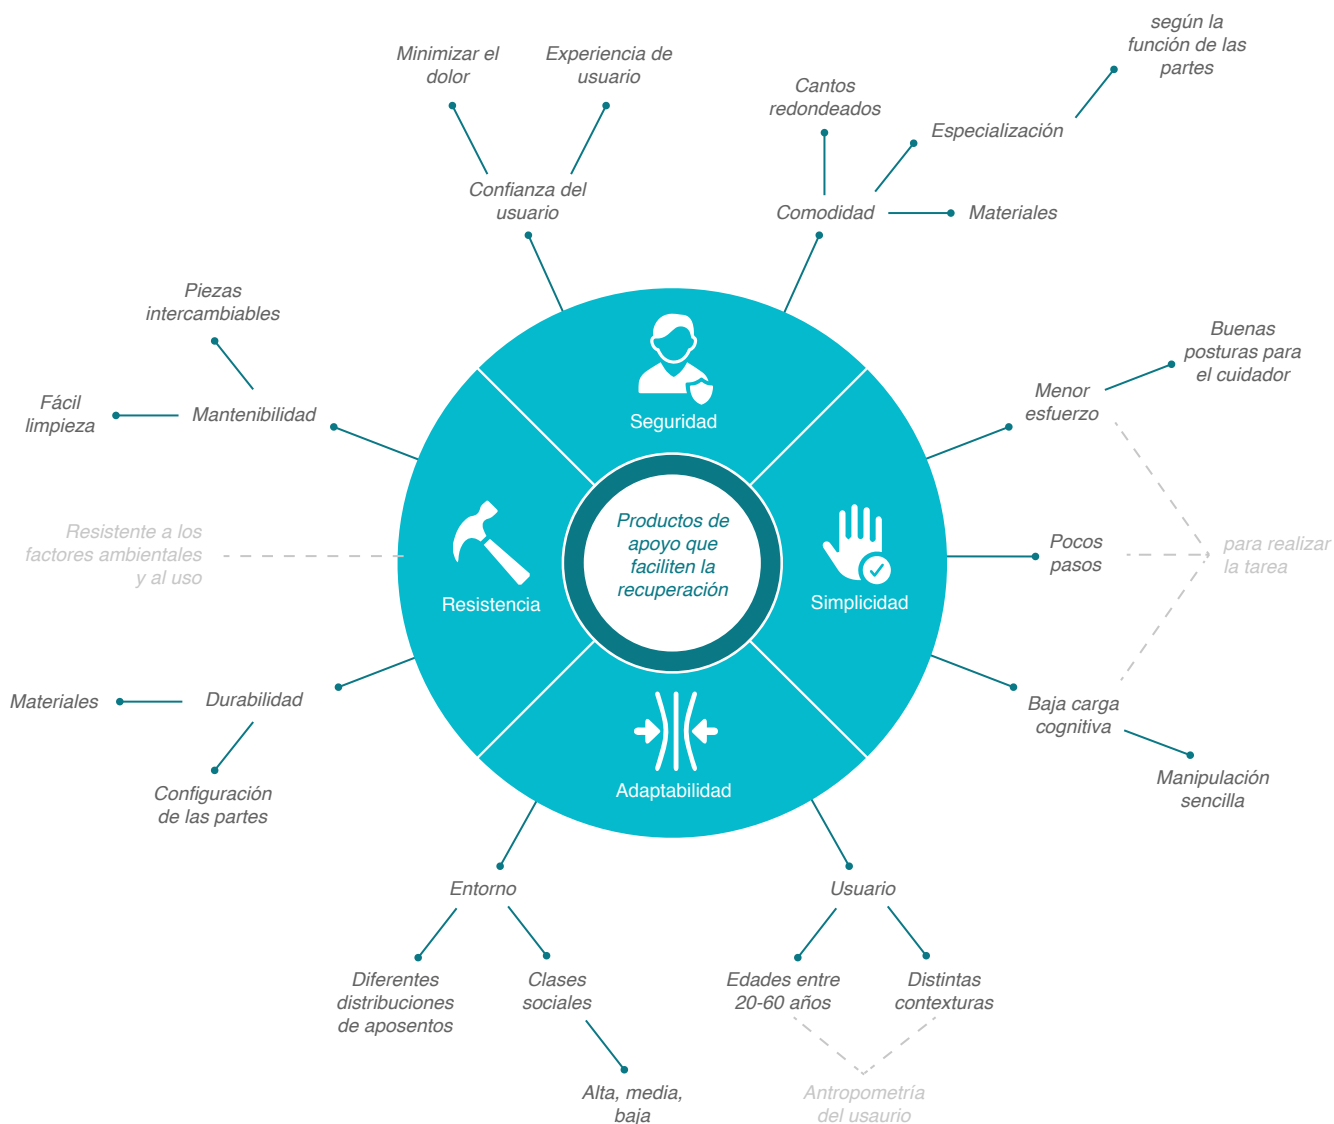 Minimizar el
dolor
Experiencia de
usuario
Confianza del
usuario
Cantos
redondeados
según la
función de las
partes
Especialización
Comodidad
Materiales
Piezas
intercambiables
Fácil
limpieza
Mantenibilidad
Seguridad
Menor
esfuerzo
Buenas
posturas para
el cuidador
Resistente a los
factores ambientales
y al uso
Resistencia
Productos de
apoyo que
faciliten la
recuperación
Simplicidad
Pocos
pasos
para realizar
la tarea
Materiales
Durabilidad
Configuración
de las partes
Adaptabilidad
Baja carga
cognitiva
Manipulación
sencilla
Entorno
Diferentes
distribuciones
de aposentos
Clases
sociales
Alta, media,
baja
Usuario
Edades entre
20-60 años
Distintas
contexturas
Antropometría
del usaurio